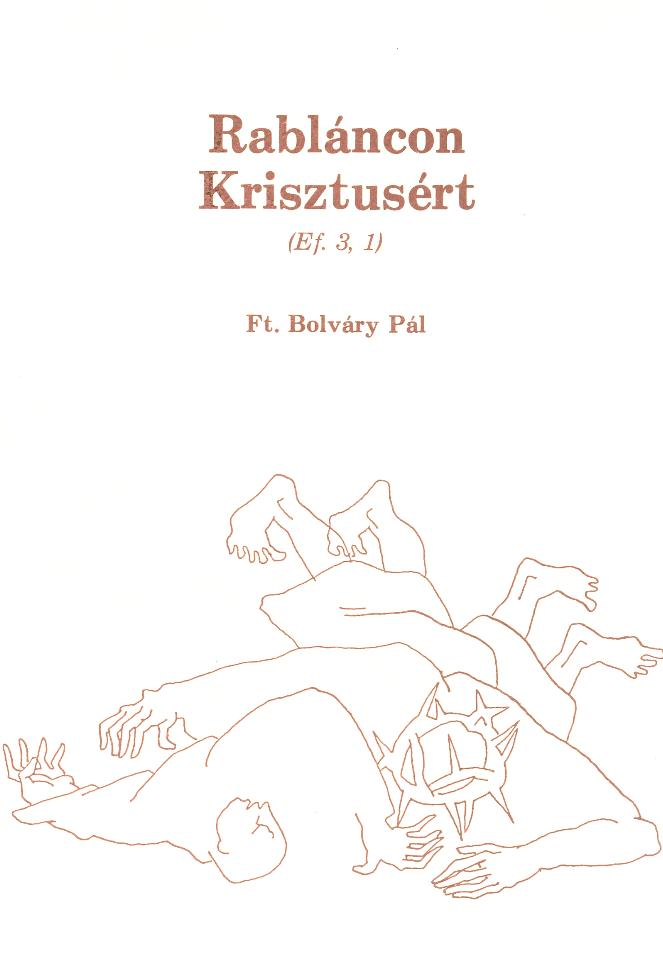 Rabláncon
Krisztusért
(Ef. 3, 1)
Ft. Bolváry Pál